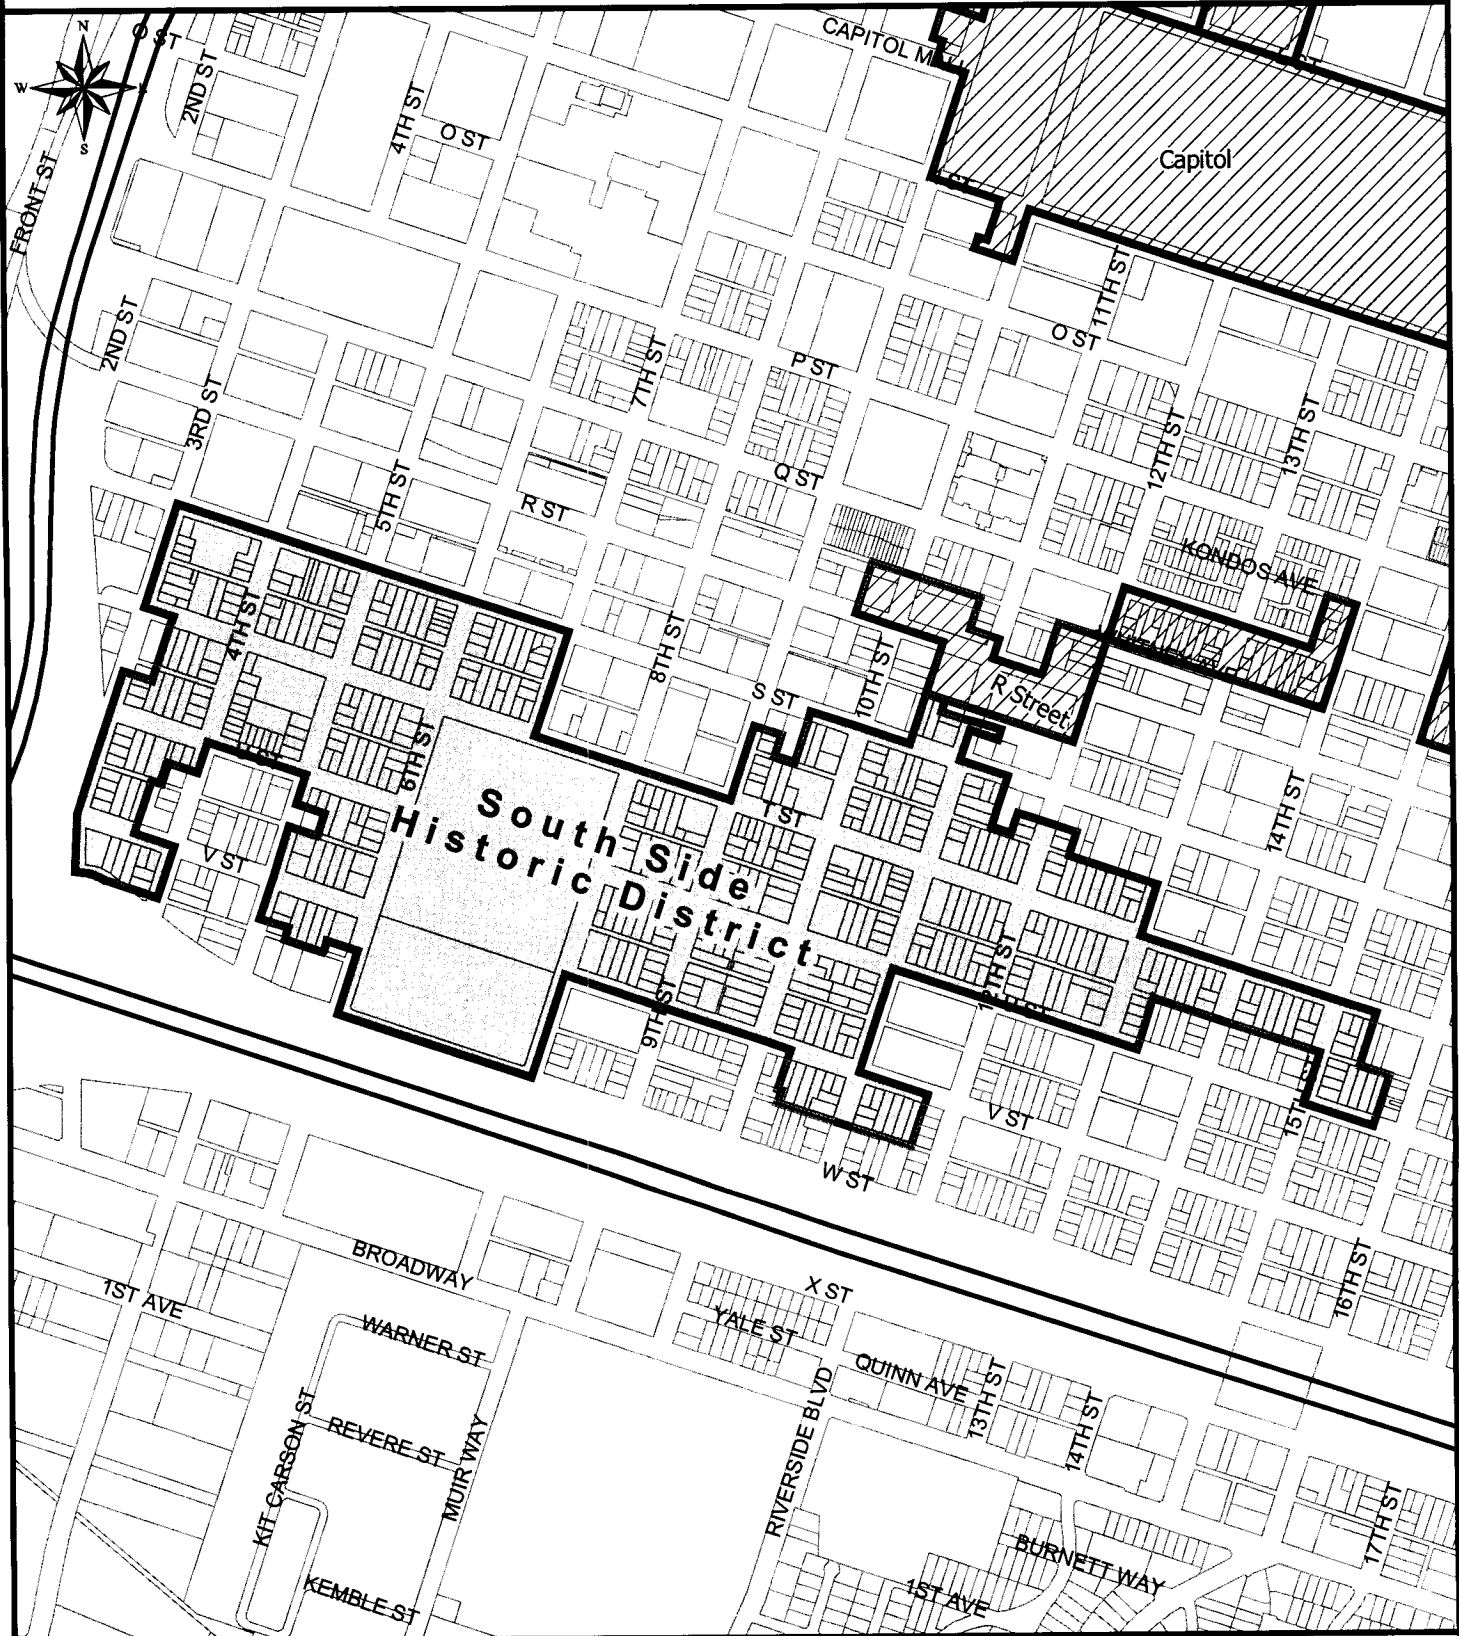 N
O ST
CAPITOL MALL
2ND ST
W
4TH ST
O ST
S
Capitol
FRONT ST
11TH ST
2ND ST
O ST
7TH ST
P ST
3RD ST
13TH ST
12TH ST
5TH ST
Q ST
R ST
KONDOS AVE
4TH ST
8TH ST
10TH ST
R Street
S ST
6TH ST
14TH ST
South Side
Historic District
T ST
V ST
12TH ST
9TH ST
V ST
W ST
BROADWAY
16TH ST
1ST AVE
X ST
WARNER ST
YALE ST
QUINN AVE
13TH ST
RIVERSIDE BLVD
14TH ST
KIT CARSON ST
REVERE ST
MUIR WAY
17TH ST
BURNETT WAY
KEMBLE ST
1ST AVE